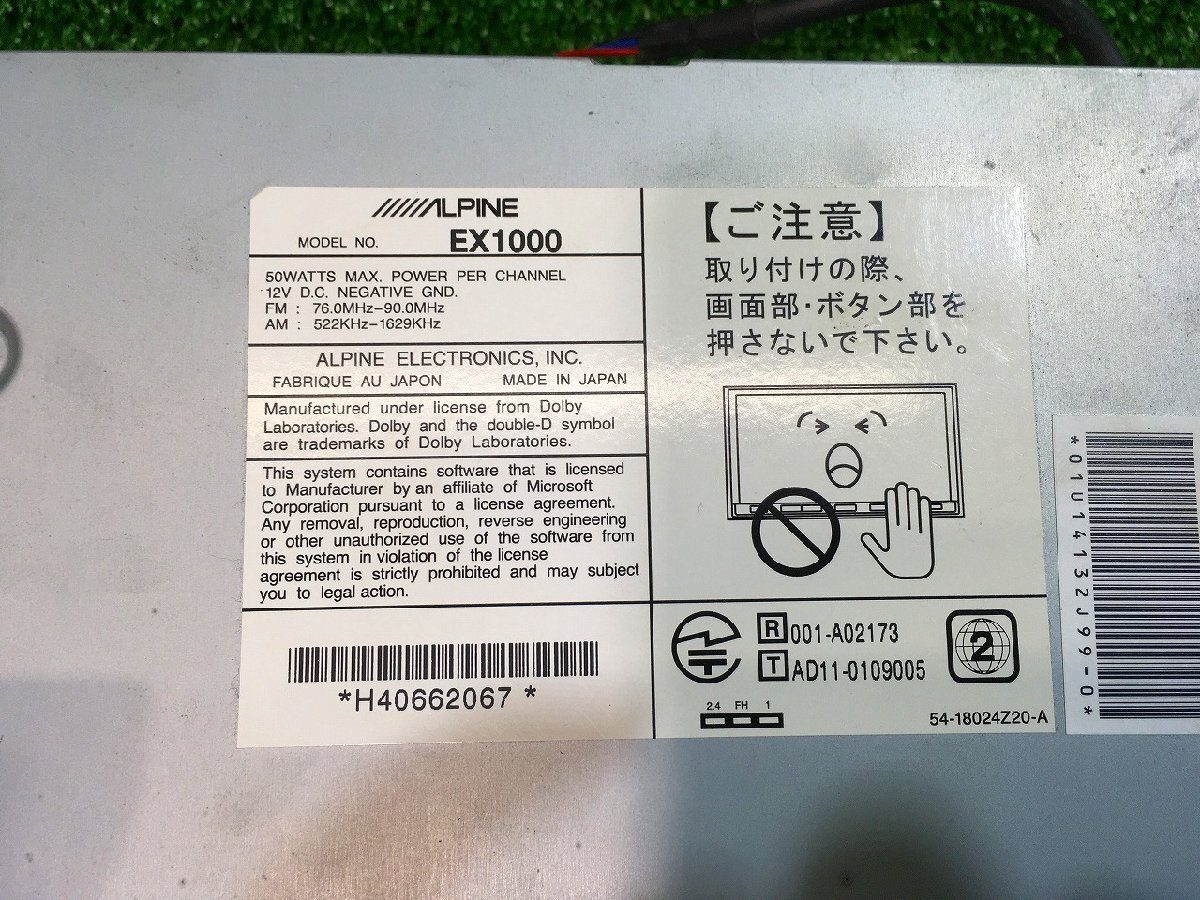 ALPINE
MODEL NO. EX1000
50WATTS MAX. POWER PER CHANNEL
12V D.C. NEGATIVE GND.
FM : 76.0MHz-90.0MHz
AM : 522KHz-1629KHz
ALPINE ELECTRONICS, INC.
FABRIQUE AU JAPON MADE IN JAPAN
Manufactured under license from Dolby
Laboratories. Dolby and the double-D symbol
are trademarks of Dolby Laboratories.
This system contains software that is licensed
to Manufacturer by an affiliate of Microsoft
Corporation pursuant to a license agreement.
Any removal, reproduction, reverse engineering
or other unauthorized use of the software from
this system in violation of the license
agreement is strictly prohibited and may subject
you to legal action.
*H40662067*
【ご注意】
取り付けの際、
画面部・ボタン部を
押さないで下さい。
R 001-A02173
T AD11-0109005
2
2.4 FH 1
54-18024Z20-A
*01U14132J99-0*